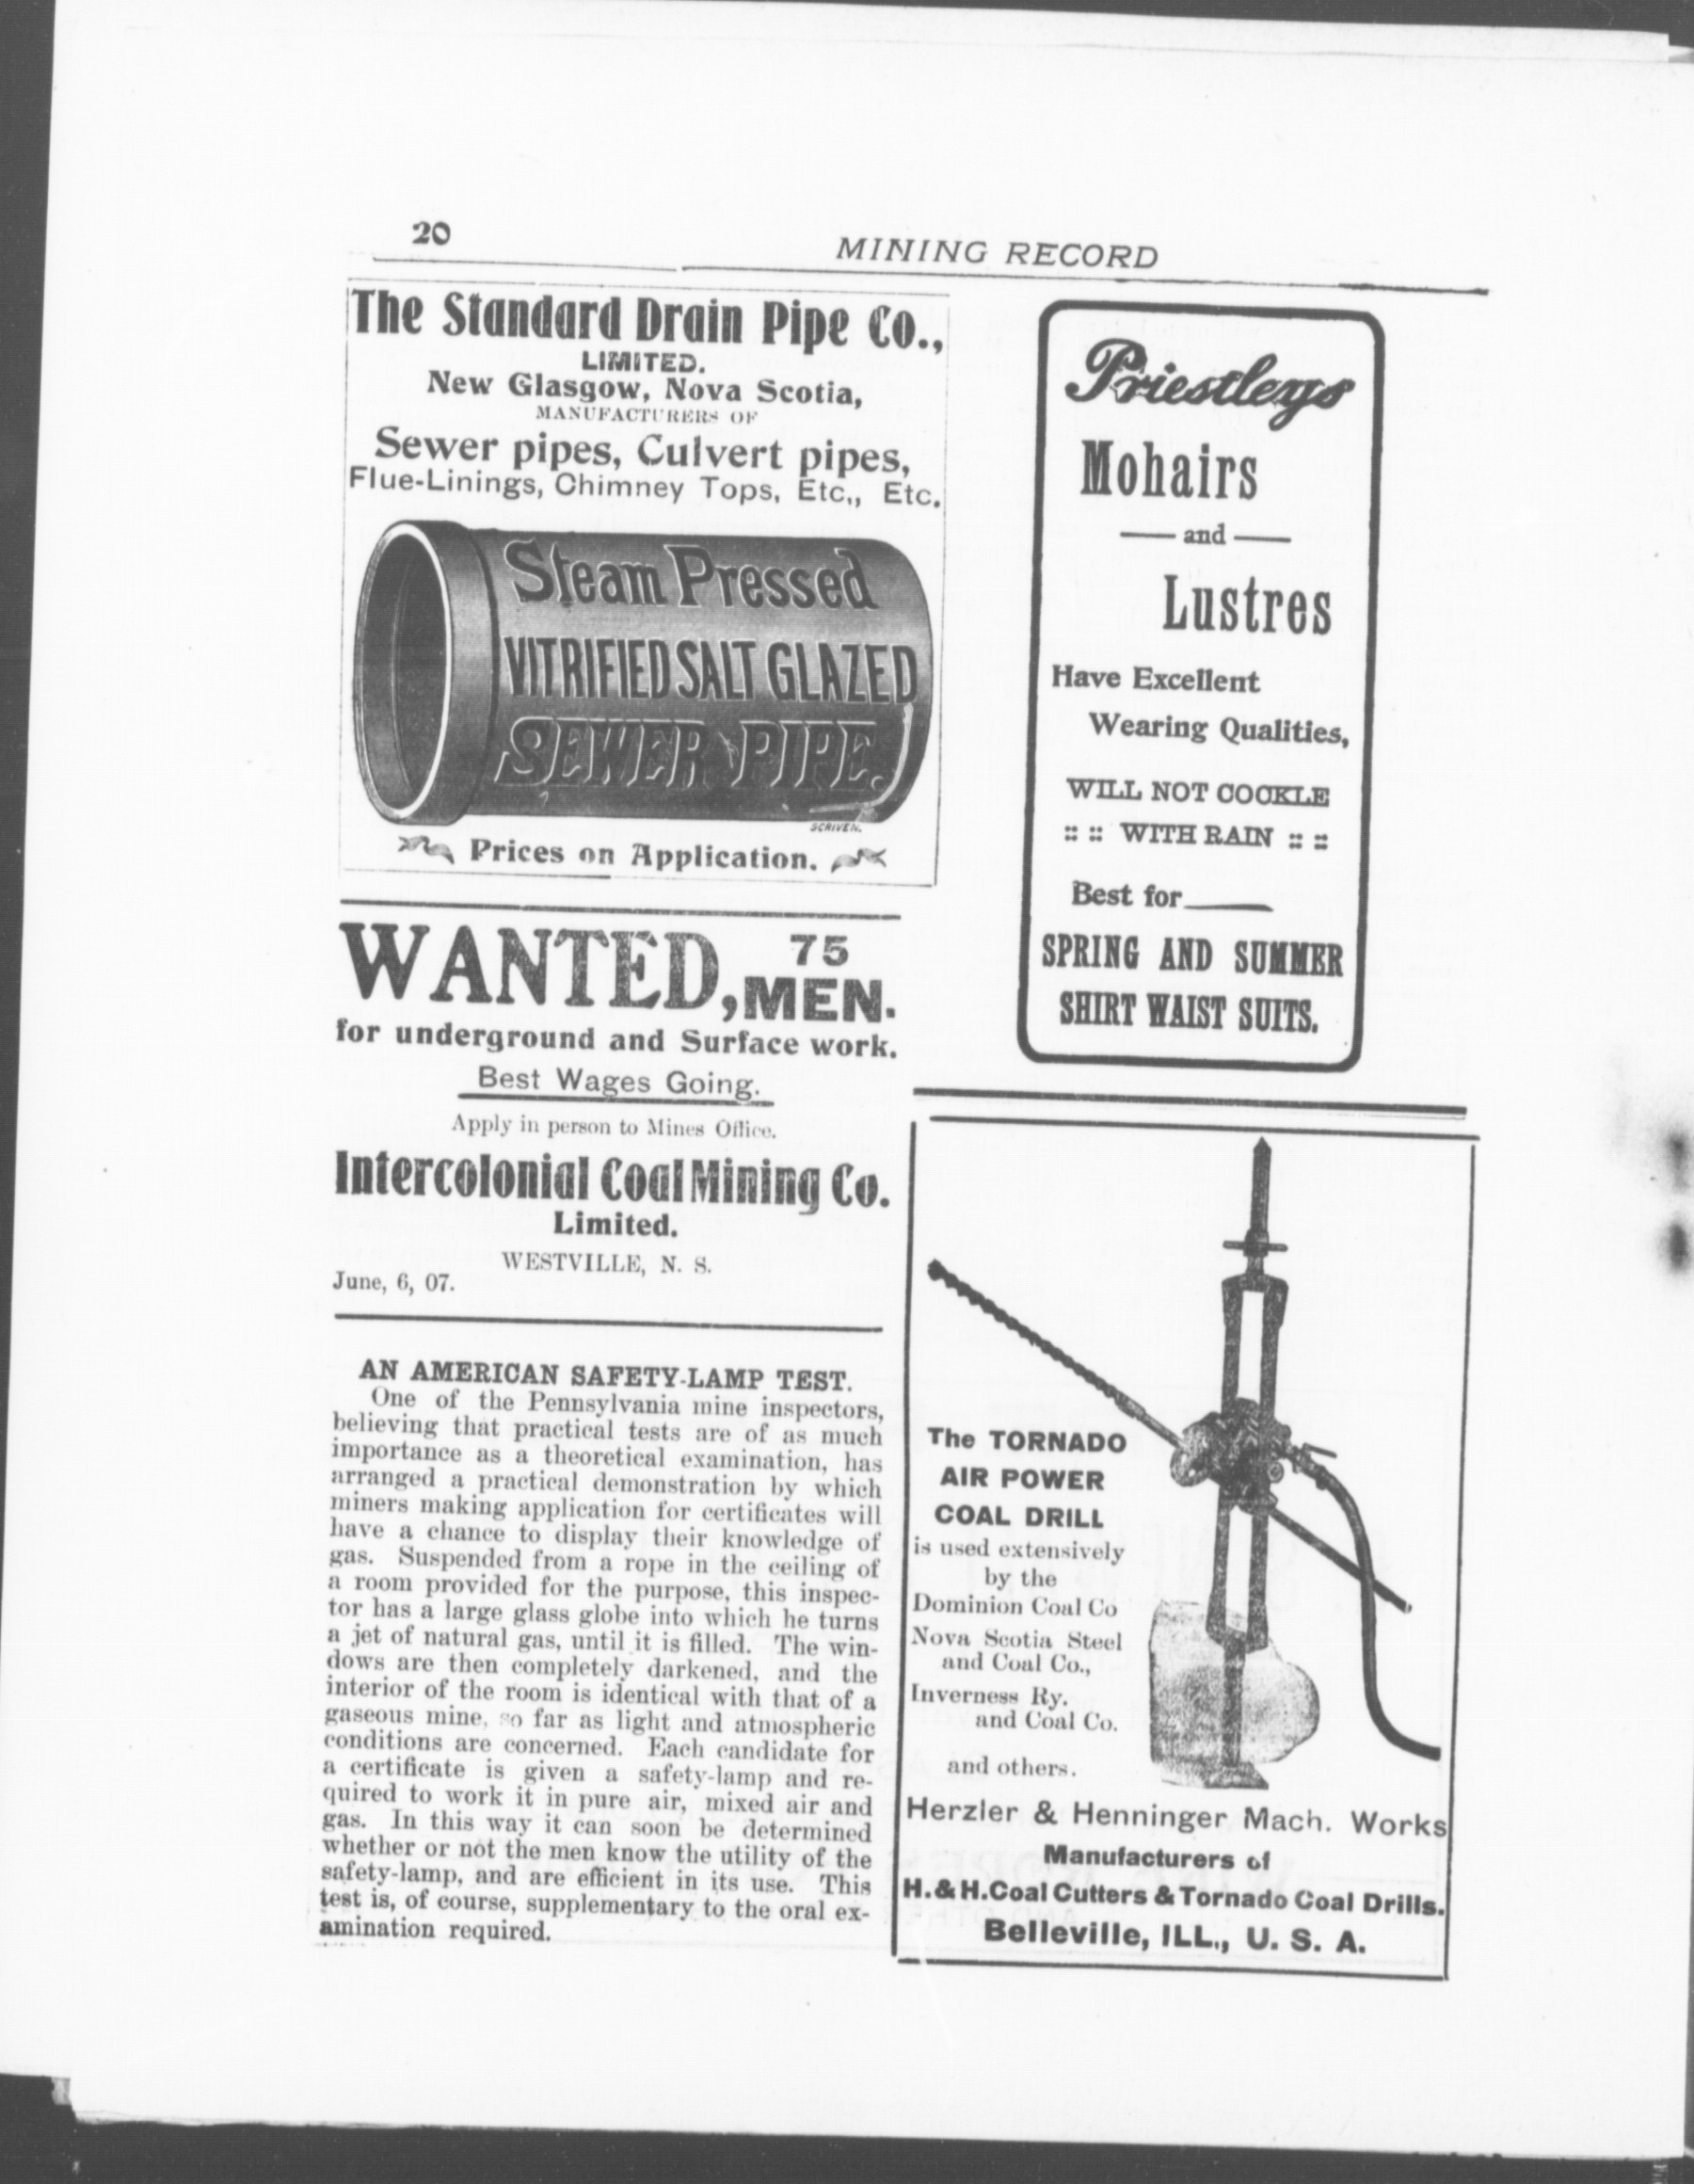 20
MINING RECORD
The Standard Drain Pipe Co.,
LIMITED.
New Glasgow, Nova Scotia,
MANUFACTURERS OF
Sewer pipes, Culvert pipes,
Flue-Linings, Chimney Tops, Etc., Etc.
Steam Pressed
VITRIFIED SALT GLAZED
SEWER PIPE.
SCRIVEN.
Prices on Application.
WANTED, 75
MEN.
for underground and Surface work.
Best Wages Going.
Apply in person to Mines Office.
Intercolonial Coal Mining Co.
Limited.
WESTVILLE, N. S.
June, 6, 07.
AN AMERICAN SAFETY-LAMP TEST.
One of the Pennsylvania mine inspectors,
believing that practical tests are of as much
importance as a theoretical examination, has
arranged a practical demonstration by which
miners making application for certificates will
have a chance to display their knowledge of
gas. Suspended from a rope in the ceiling of
a room provided for the purpose, this inspec-
tor has a large glass globe into which he turns
a jet of natural gas, until it is filled. The win-
dows are then completely darkened, and the
interior of the room is identical with that of a
gaseous mine, so far as light and atmospheric
conditions are concerned. Each candidate for
a certificate is given a safety-lamp and re-
quired to work it in pure air, mixed air and
gas. In this way it can soon be determined
whether or not the men know the utility of the
safety-lamp, and are efficient in its use. This
test is, of course, supplementary to the oral ex-
amination required.
Priestleys
Mohairs
and
Lustres
Have Excellent
Wearing Qualities,
WILL NOT COCKLE
:: :: WITH RAIN :: ::
Best for
SPRING AND SUMMER
SHIRT WAIST SUITS.
The TORNADO
AIR POWER
COAL DRILL
is used extensively
by the
Dominion Coal Co
Nova Scotia Steel
and Coal Co.,
Inverness Ry.
and Coal Co.
and others.
Herzler & Henninger Mach. Works
Manufacturers of
H. & H. Coal Cutters & Tornado Coal Drills.
Belleville, ILL., U. S. A.